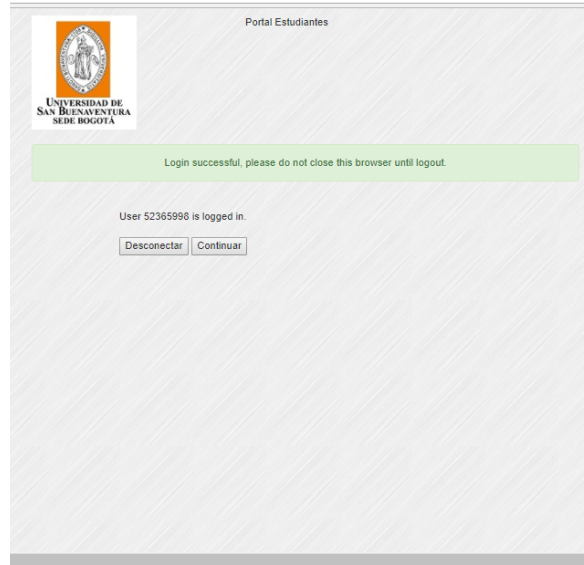 Portal Estudiantes
UNIVERSIDAD DE
SAN BUENAVENTURA
SEDE BOGOTÁ
Login successful, please do not close this browser until logout.
User 52365998 is logged in.
Desconectar Continuar